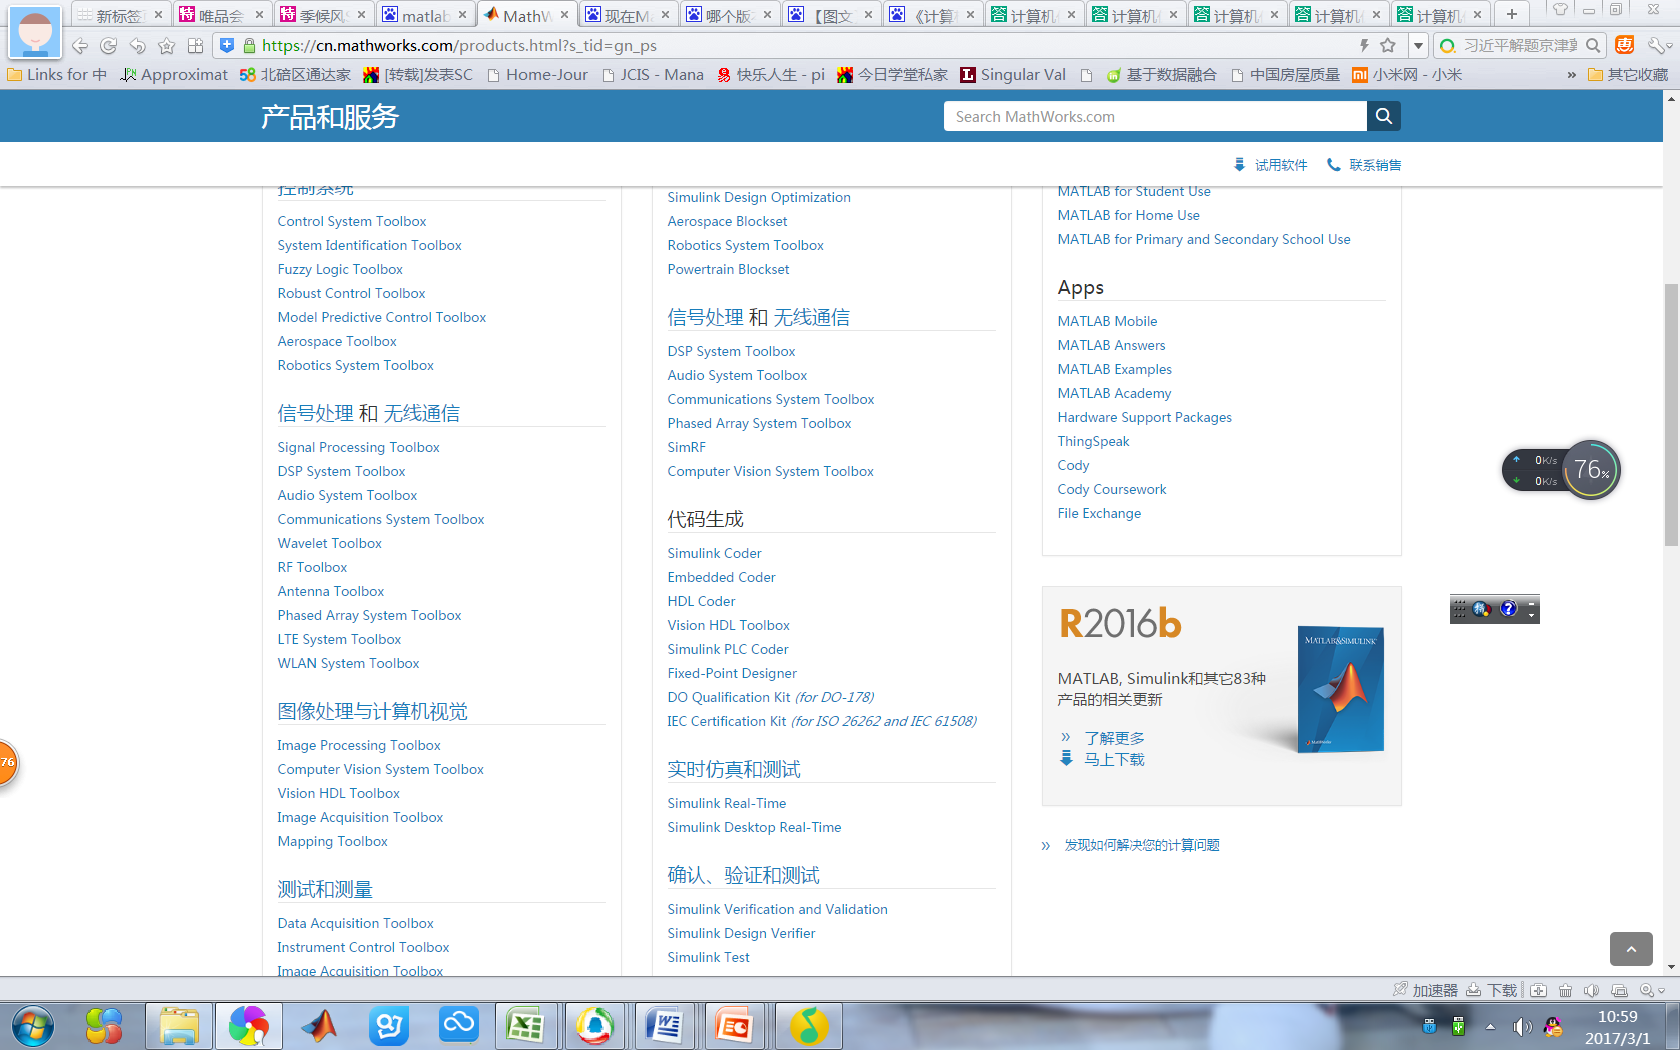 新标签
唯品会
季候风
matlab
MathW
现在M
哪个版
【图文
《计算
计算机
计算机
计算机
计算机
计算机
https://cn.mathworks.com/products.html?s_tid=gn_ps
习近平解题京津冀
Links for 中
Approximat
北碚区通达家
[转载]发表SC
Home-Jour
JCIS - Mana
快乐人生 - pi
今日学堂私家
Singular Val
基于数据融合
中国房屋质量
小米网 - 小米
»
其它收藏
产品和服务
Search MathWorks.com
试用软件
联系销售
控制系统
Control System Toolbox
System Identification Toolbox
Fuzzy Logic Toolbox
Robust Control Toolbox
Model Predictive Control Toolbox
Aerospace Toolbox
Robotics System Toolbox
信号处理 和 无线通信
Signal Processing Toolbox
DSP System Toolbox
Audio System Toolbox
Communications System Toolbox
Wavelet Toolbox
RF Toolbox
Antenna Toolbox
Phased Array System Toolbox
LTE System Toolbox
WLAN System Toolbox
图像处理与计算机视觉
Image Processing Toolbox
Computer Vision System Toolbox
Vision HDL Toolbox
Image Acquisition Toolbox
Mapping Toolbox
测试和测量
Data Acquisition Toolbox
Instrument Control Toolbox
Image Acquisition Toolbox
Simulink Design Optimization
Aerospace Blockset
Robotics System Toolbox
Powertrain Blockset
信号处理 和 无线通信
DSP System Toolbox
Audio System Toolbox
Communications System Toolbox
Phased Array System Toolbox
SimRF
Computer Vision System Toolbox
代码生成
Simulink Coder
Embedded Coder
HDL Coder
Vision HDL Toolbox
Simulink PLC Coder
Fixed-Point Designer
DO Qualification Kit (for DO-178)
IEC Certification Kit (for ISO 26262 and IEC 61508)
实时仿真和测试
Simulink Real-Time
Simulink Desktop Real-Time
确认、验证和测试
Simulink Verification and Validation
Simulink Design Verifier
Simulink Test
MATLAB for Student Use
MATLAB for Home Use
MATLAB for Primary and Secondary School Use
Apps
MATLAB Mobile
MATLAB Answers
MATLAB Examples
MATLAB Academy
Hardware Support Packages
ThingSpeak
Cody
Cody Coursework
File Exchange
R2016b
MATLAB, Simulink和其它83种
产品的相关更新
» 了解更多
马上下载
MATLAB&SIMULINK
» 发现如何解决您的计算问题
0K/s
0K/s
76%
76
加速器
下载
10:59
2017/3/1